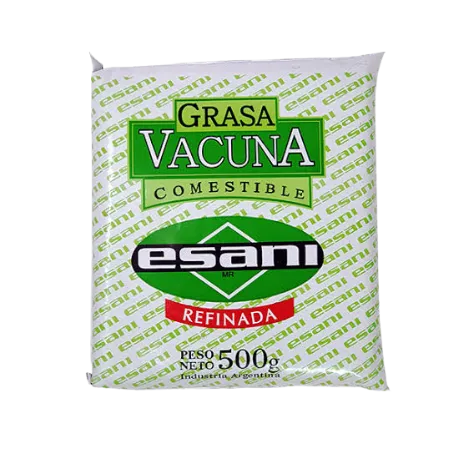 GRASA
VACUNA
COMESTIBLE
esani
MR
REFINADA
PESO
NETO 500g
Industria Argentina